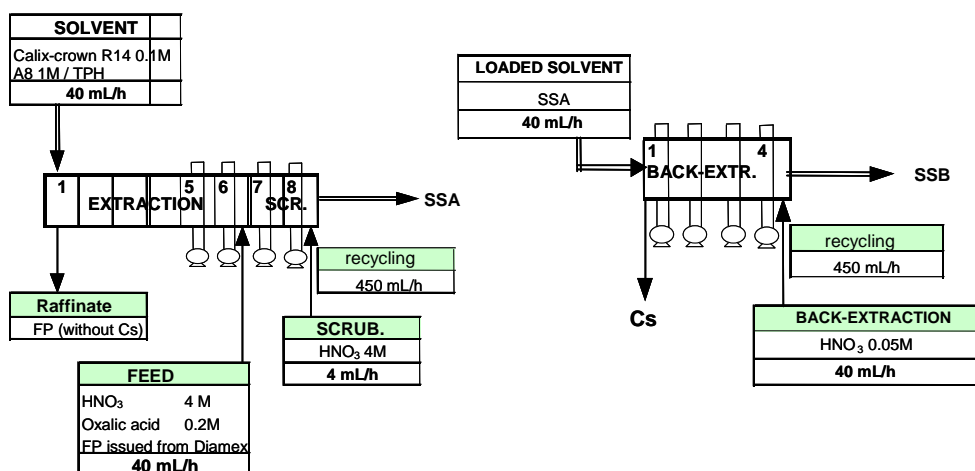 SOLVENT
Calix-crown R14 0.1M
A8 1M / TPH
40 mL/h
1
EXTRACTION
5
6
7
8
SCR.
SSA
recycling
450 mL/h
Raffinate
FP (without Cs)
SCRUB.
HNO₃ 4M
4 mL/h
FEED
HNO₃ 4 M
Oxalic acid 0.2M
FP issued from Diamex
40 mL/h
LOADED SOLVENT
SSA
40 mL/h
1
4
BACK-EXTR.
SSB
recycling
450 mL/h
Cs
BACK-EXTRACTION
HNO₃ 0.05M
40 mL/h